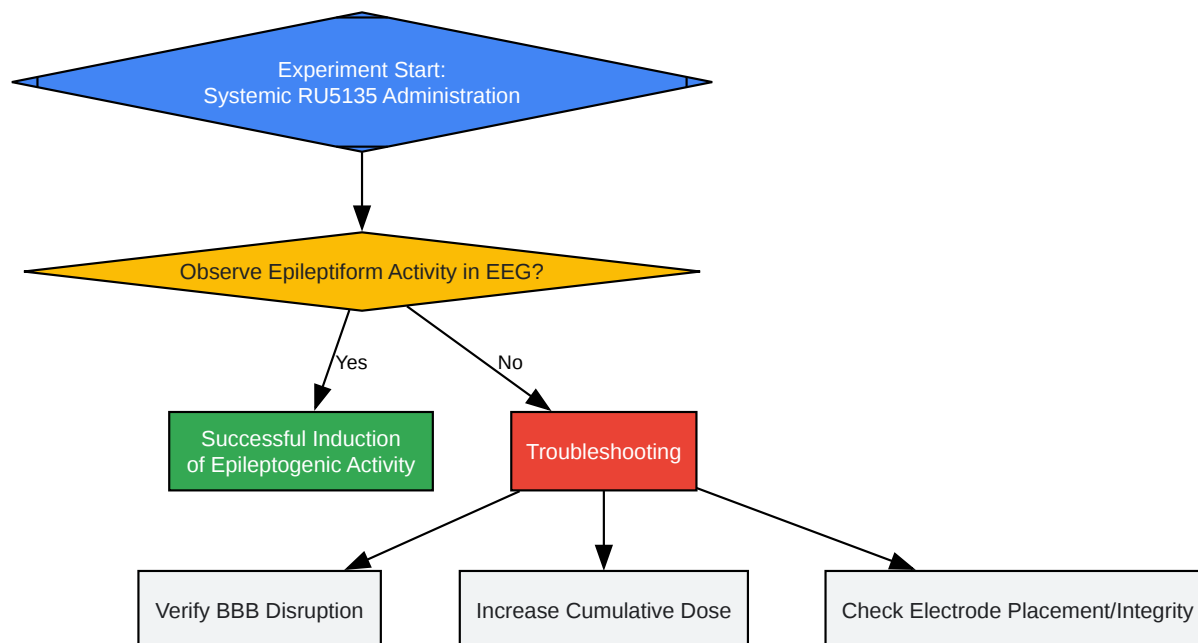 Experiment Start:
Systemic RU5135 Administration
Observe Epileptiform Activity in EEG?
Yes
No
Successful Induction
of Epileptogenic Activity
Troubleshooting
Verify BBB Disruption
Increase Cumulative Dose
Check Electrode Placement/Integrity